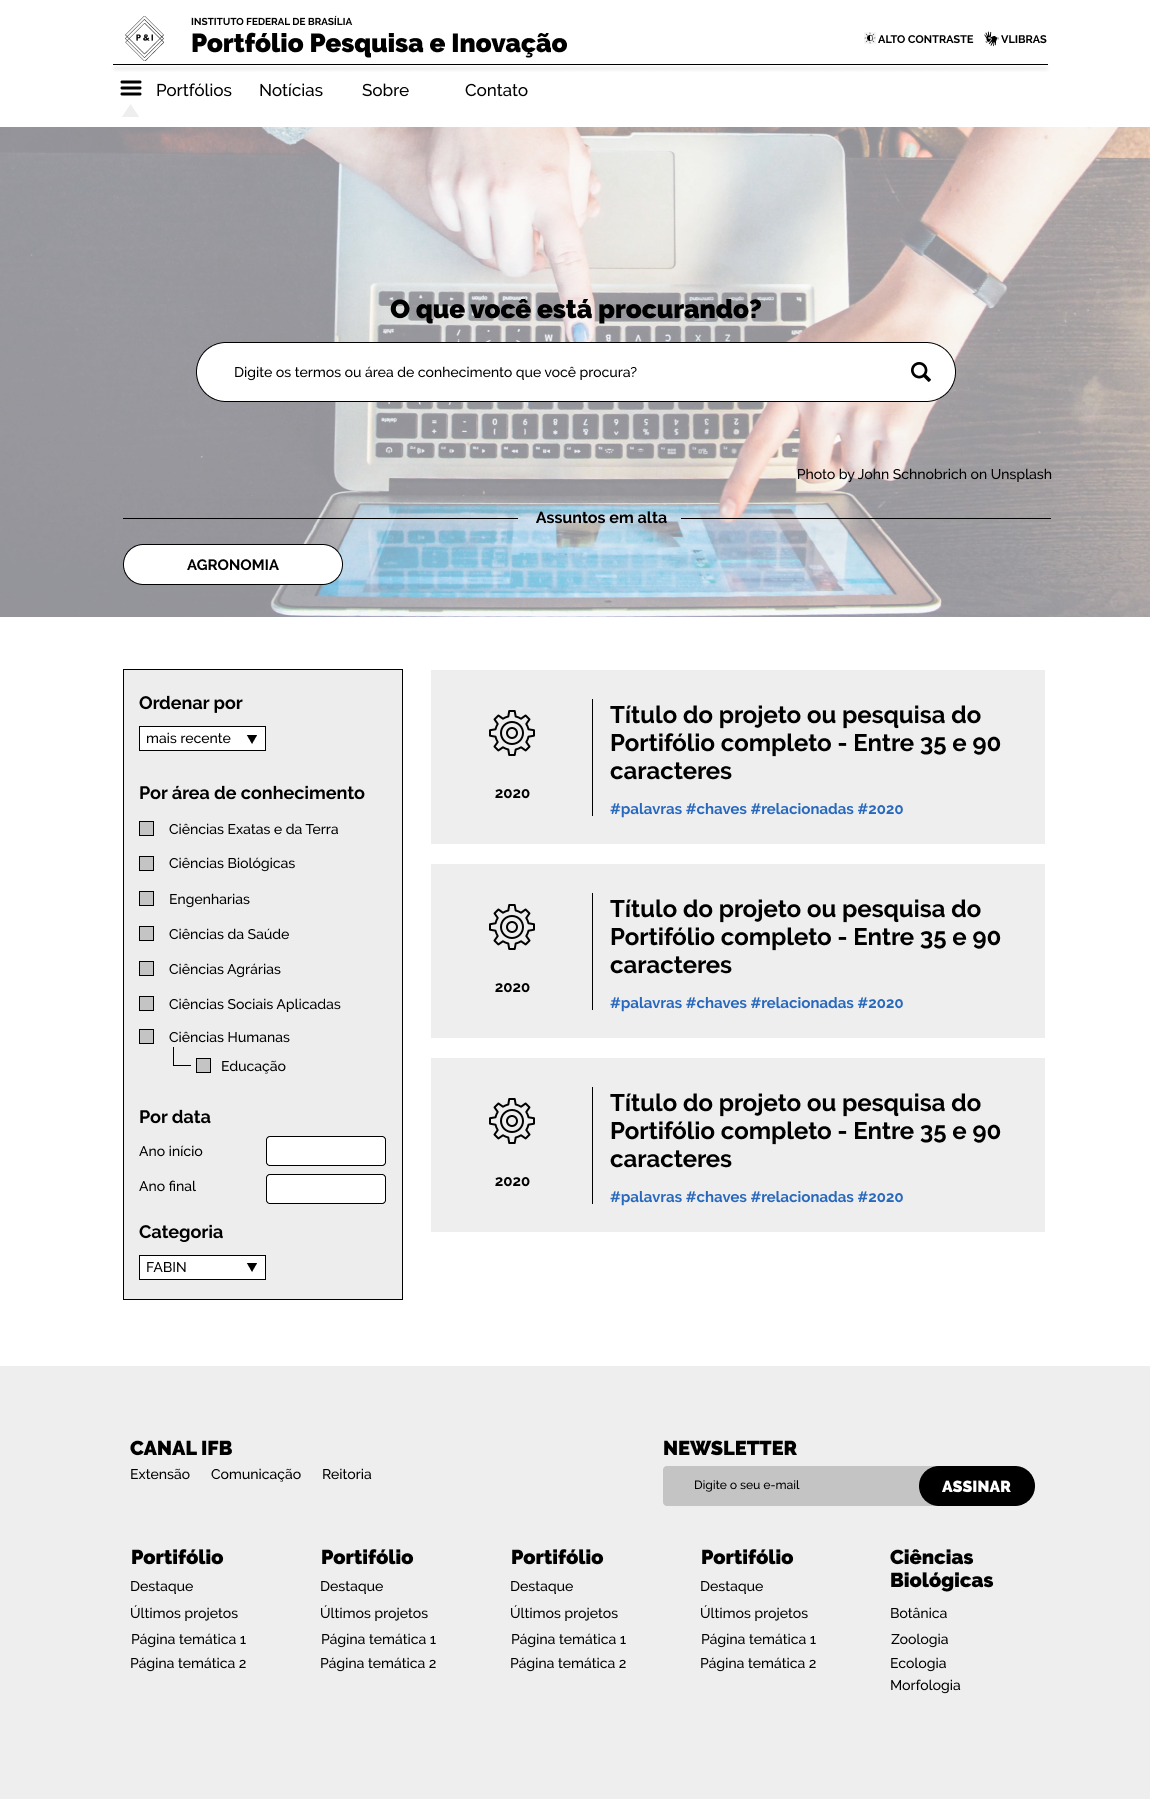 P & I
INSTITUTO FEDERAL DE BRASÍLIA
Portfólio Pesquisa e Inovação
ALTO CONTRASTE
VLIBRAS
Portfólios
Notícias
Sobre
Contato
O que você está procurando?
Digite os termos ou área de conhecimento que você procura?
Photo by John Schnobrich on Unsplash
Assuntos em alta
AGRONOMIA
Ordenar por
mais recente
Por área de conhecimento
Ciências Exatas e da Terra
Ciências Biológicas
Engenharias
Ciências da Saúde
Ciências Agrárias
Ciências Sociais Aplicadas
Ciências Humanas
Educação
Por data
Ano início
Ano final
Categoria
FABIN
2020
Título do projeto ou pesquisa do
Portifólio completo - Entre 35 e 90
caracteres
#palavras #chaves #relacionadas #2020
2020
Título do projeto ou pesquisa do
Portifólio completo - Entre 35 e 90
caracteres
#palavras #chaves #relacionadas #2020
2020
Título do projeto ou pesquisa do
Portifólio completo - Entre 35 e 90
caracteres
#palavras #chaves #relacionadas #2020
CANAL IFB
Extensão
Comunicação
Reitoria
NEWSLETTER
Digite o seu e-mail
ASSINAR
Portifólio
Destaque
Últimos projetos
Página temática 1
Página temática 2
Portifólio
Destaque
Últimos projetos
Página temática 1
Página temática 2
Portifólio
Destaque
Últimos projetos
Página temática 1
Página temática 2
Portifólio
Destaque
Últimos projetos
Página temática 1
Página temática 2
Ciências
Biológicas
Botânica
Zoologia
Ecologia
Morfologia